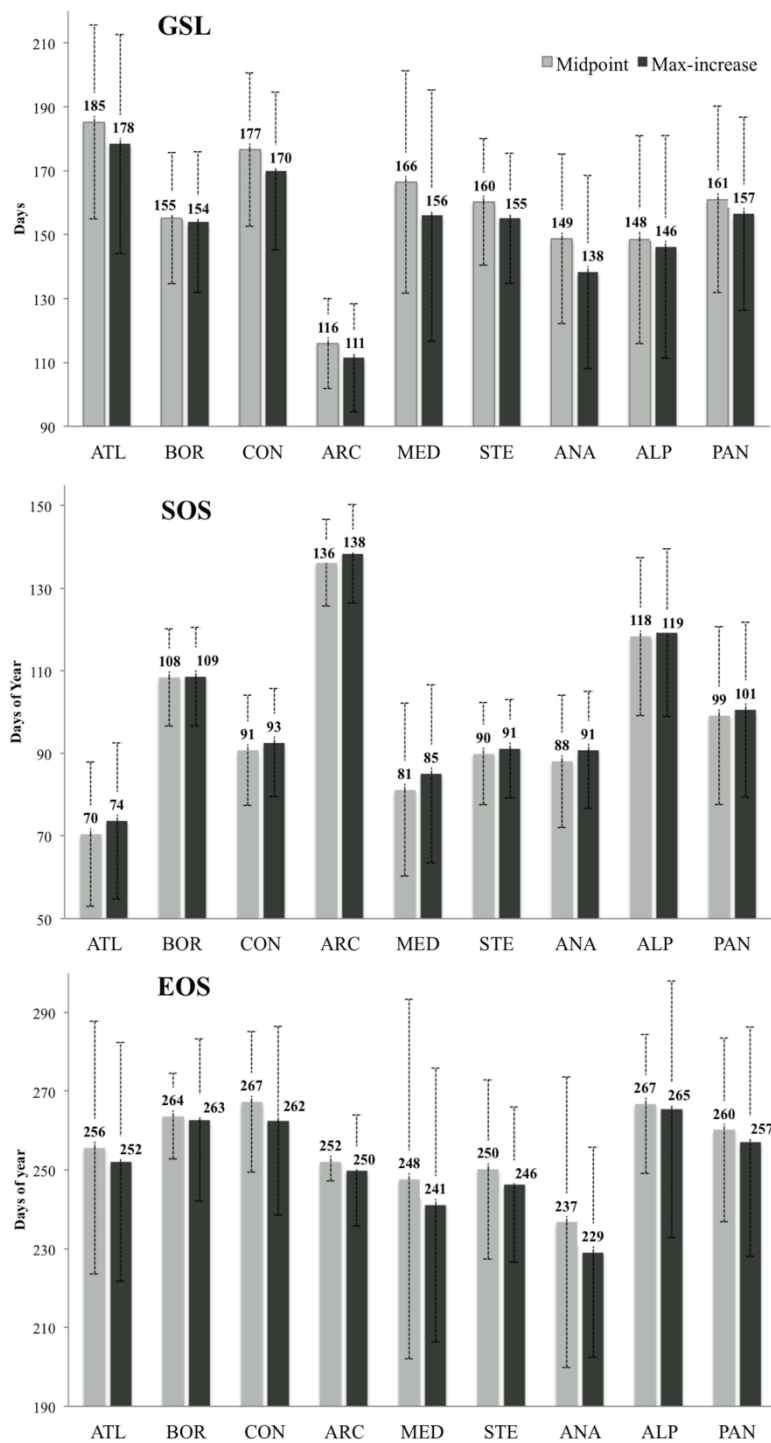 GSL
Midpoint Max-increase
Days
210
190
170
150
130
110
90
185 178 155 154 177 170 116 111 166 156 160 155 149 138 148 146 161 157
ATL BOR CON ARC MED STE ANA ALP PAN
SOS
Days of Year
150
130
110
90
70
50
70 74 108 109 91 93 136 138 81 85 90 91 88 91 118 119 99 101
ATL BOR CON ARC MED STE ANA ALP PAN
EOS
Days of year
290
270
250
230
210
190
256 252 264 263 267 262 252 250 248 241 250 246 237 229 267 265 260 257
ATL BOR CON ARC MED STE ANA ALP PAN